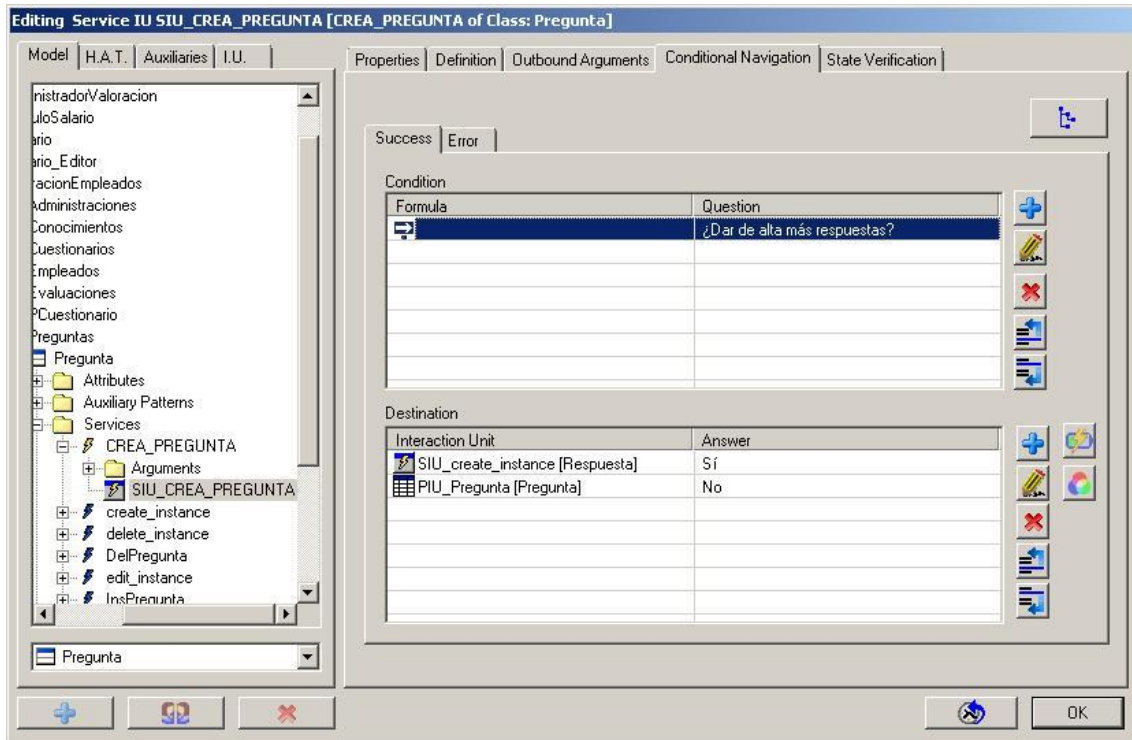 Editing Service IU SIU_CREA_PREGUNTA [CREA_PREGUNTA of Class: Pregunta]
Model H.A.T. Auxiliaries I.U.
nistradorValoracion
uloSalario
ario
ario_Editor
racionEmpleados
Administraciones
Conocimientos
Cuestionarios
Empleados
Evaluaciones
PCuestionario
Preguntas
Pregunta
Attributes
Auxiliary Patterns
Services
CREA_PREGUNTA
Arguments
SIU_CREA_PREGUNTA
create_instance
delete_instance
DelPregunta
edit_instance
InsPregunta
Pregunta
Properties Definition Outbound Arguments Conditional Navigation State Verification
Success Error
Condition
Formula Question
¿Dar de alta más respuestas?
Destination
Interaction Unit Answer
SIU_create_instance [Respuesta] Sí
PIU_Pregunta [Pregunta] No
OK